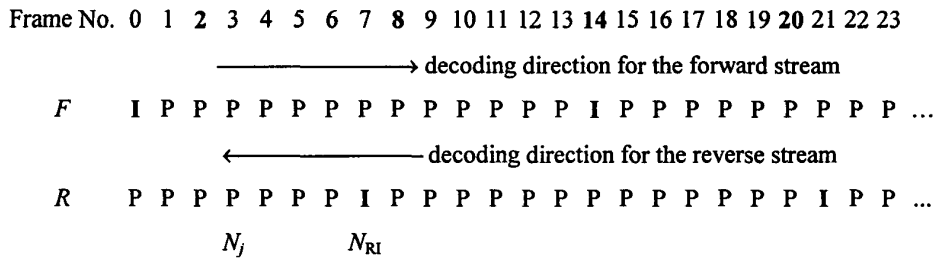 Frame No. 0 1 2 3 4 5 6 7 8 9 10 11 12 13 14 15 16 17 18 19 20 21 22 23
decoding direction for the forward stream
F I P P P P P P P P P P P P P I P P P P P P P P P ...
decoding direction for the reverse stream
R P P P P P P P I P P P P P P P P P P P P P I P P ...
Nj NRI